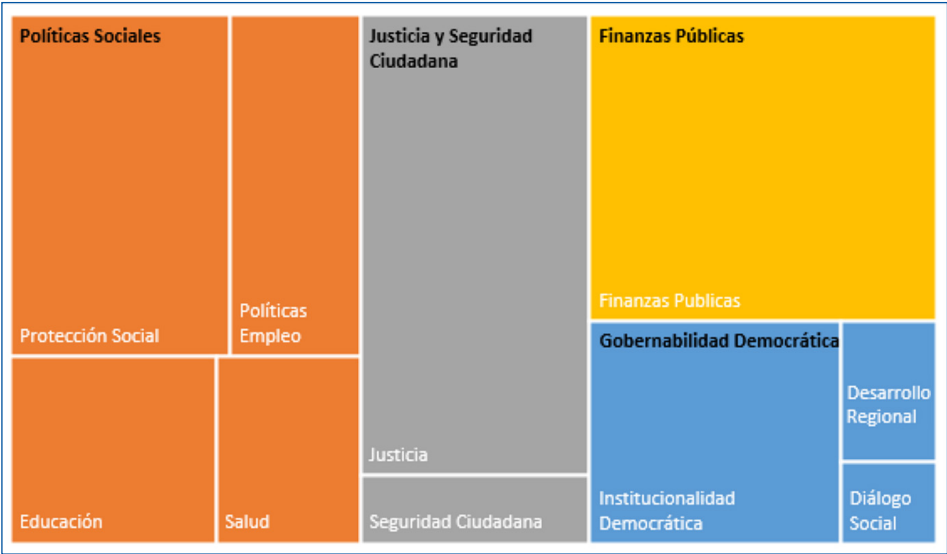 Políticas Sociales
Protección Social
Políticas
Empleo
Educación
Salud
Justicia y Seguridad
Ciudadana
Justicia
Seguridad Ciudadana
Finanzas Públicas
Finanzas Publicas
Gobernabilidad Democrática
Institucionalidad
Democrática
Desarrollo
Regional
Diálogo
Social